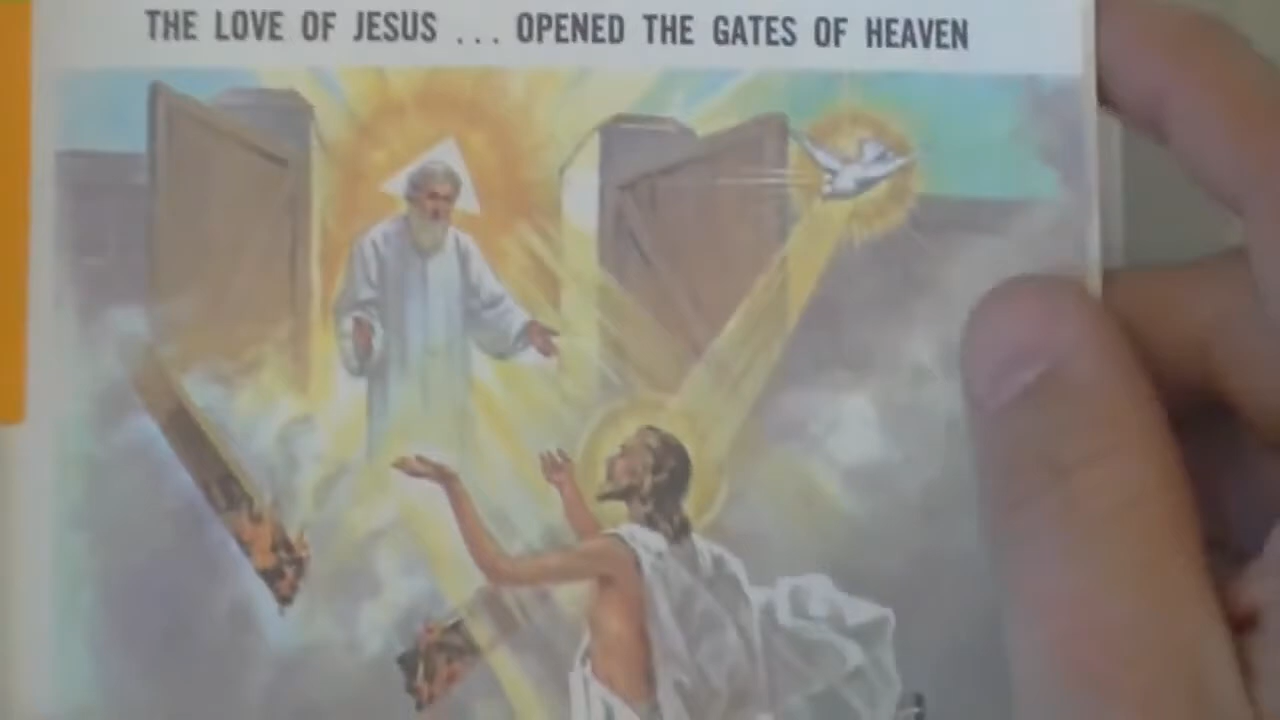 THE LOVE OF JESUS ... OPENED THE GATES OF HEAVEN